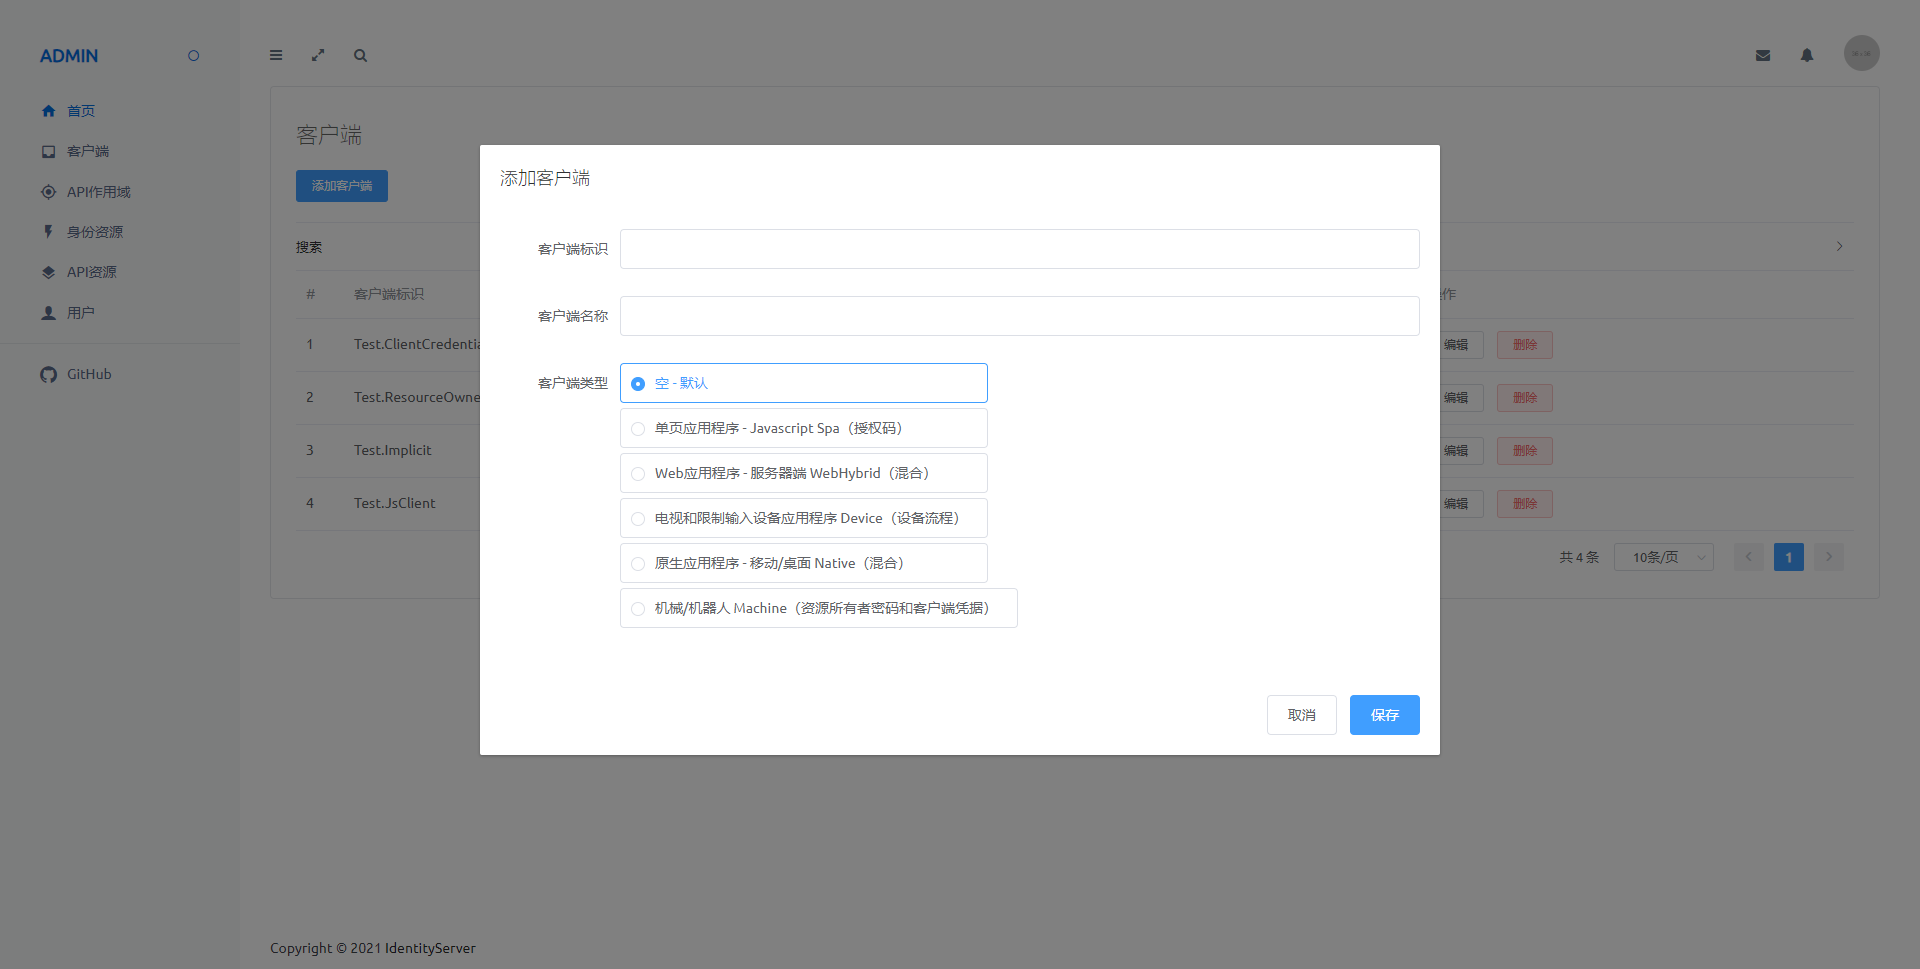 ADMIN
首页
客户端
API作用域
身份资源
API资源
用户
GitHub
客户端
添加客户端
搜索
# 客户端标识 作
1 Test.ClientCredentia 编辑 删除
2 Test.ResourceOwne 编辑 删除
3 Test.Implicit 编辑 删除
4 Test.JsClient 编辑 删除
共 4 条 10条/页 1
添加客户端
客户端标识
客户端名称
客户端类型
空 - 默认
单页应用程序 - Javascript Spa（授权码）
Web应用程序 - 服务器端 WebHybrid（混合）
电视和限制输入设备应用程序 Device（设备流程）
原生应用程序 - 移动/桌面 Native（混合）
机械/机器人 Machine（资源所有者密码和客户端凭据）
取消 保存
Copyright © 2021 IdentityServer